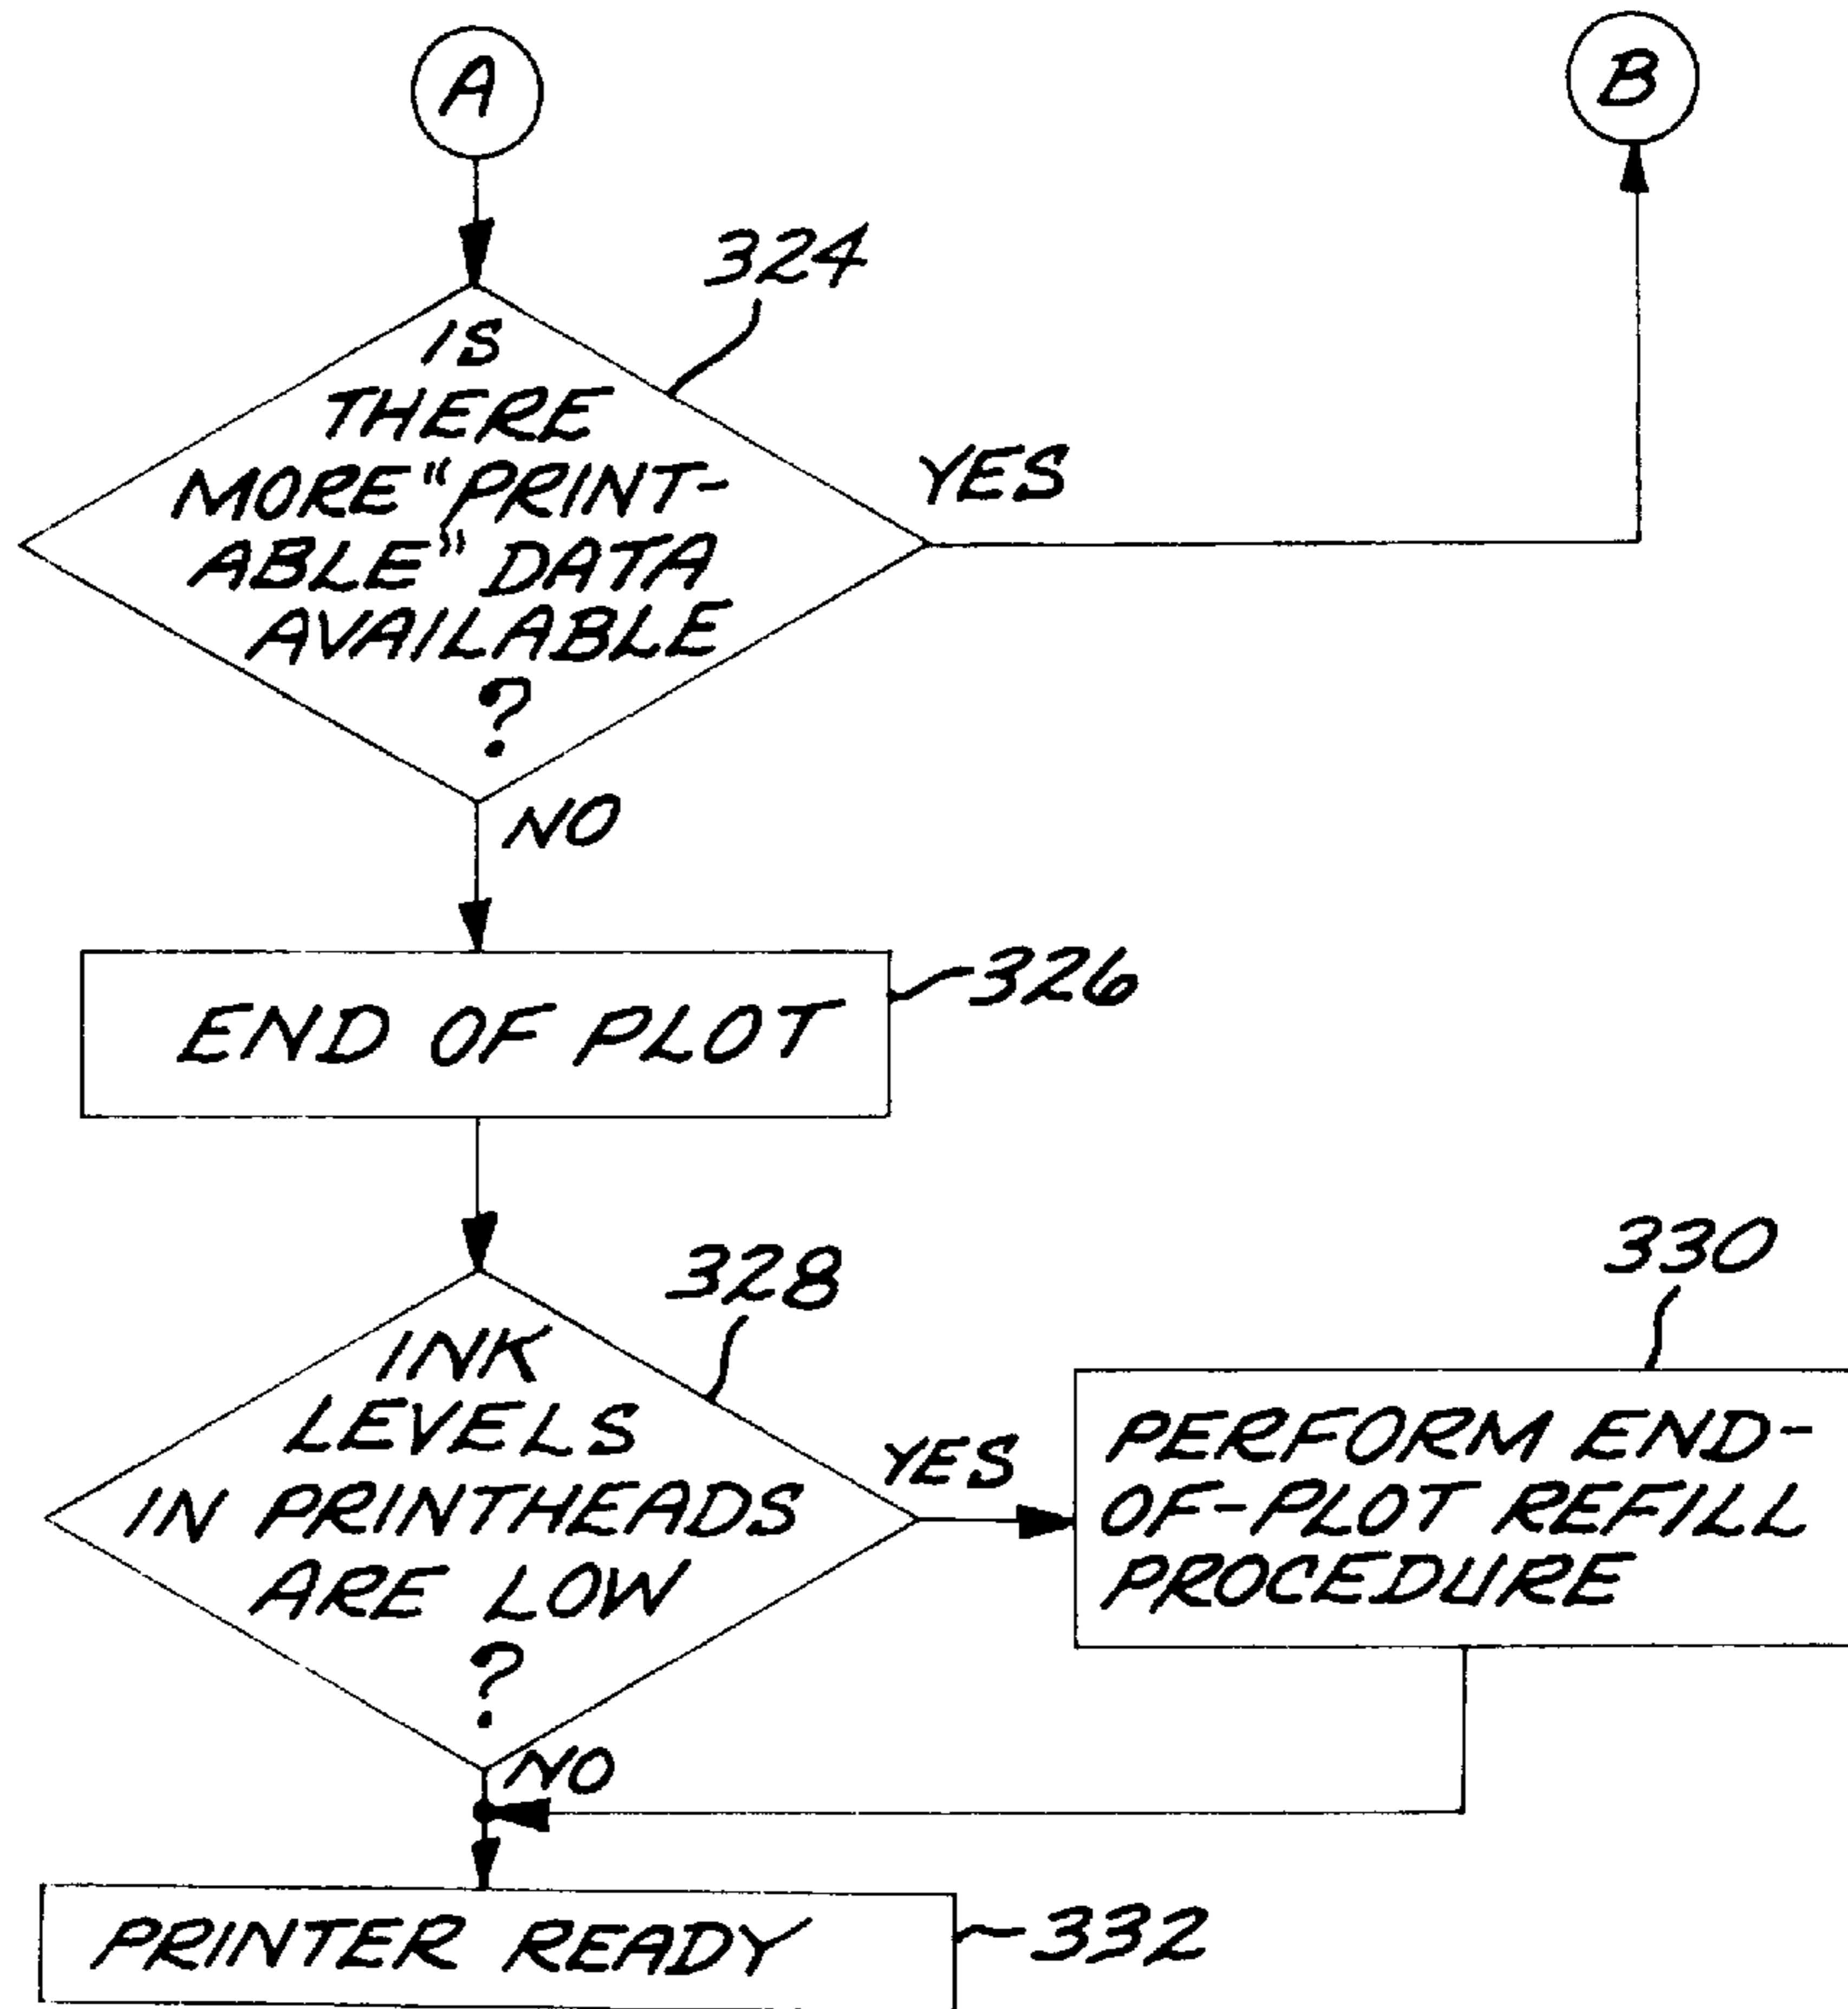 A
B
324
IS
THERE
MORE "PRINT-
ABLE" DATA
AVAILABLE
?
YES
NO
326
END OF PLOT
328
INK
LEVELS
IN PRINTHEADS
ARE LOW
?
YES
330
PERFORM END-
OF-PLOT REFILL
PROCEDURE
NO
PRINTER READY
332